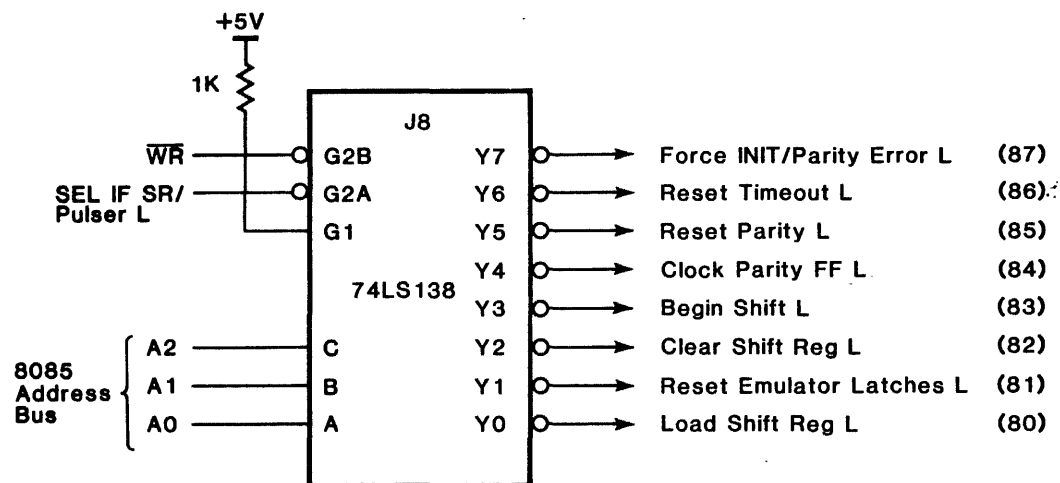 +5V
1K
J8
W̅R̅ G2B Y7 Force INIT/Parity Error L (87)
SEL IF SR/
Pulser L
G2A Y6 Reset Timeout L (86)
G1 Y5 Reset Parity L (85)
Y4 Clock Parity FF L (84)
74LS138
Y3 Begin Shift L (83)
8085
Address
Bus
A2 C Y2 Clear Shift Reg L (82)
A1 B Y1 Reset Emulator Latches L (81)
A0 A Y0 Load Shift Reg L (80)